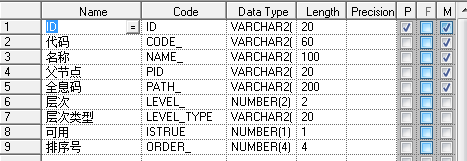 Name Code Data Type Length Precision P F M
1 ID = ID VARCHAR2( 20
2 代码 CODE_ VARCHAR2( 60
3 名称 NAME_ VARCHAR2( 100
4 父节点 PID VARCHAR2( 20
5 全息码 PATH_ VARCHAR2( 200
6 层次 LEVEL_ NUMBER(2) 2
7 层次类型 LEVEL_TYPE VARCHAR2( 20
8 可用 ISTRUE NUMBER(1) 1
9 排序号 ORDER_ NUMBER(4) 4